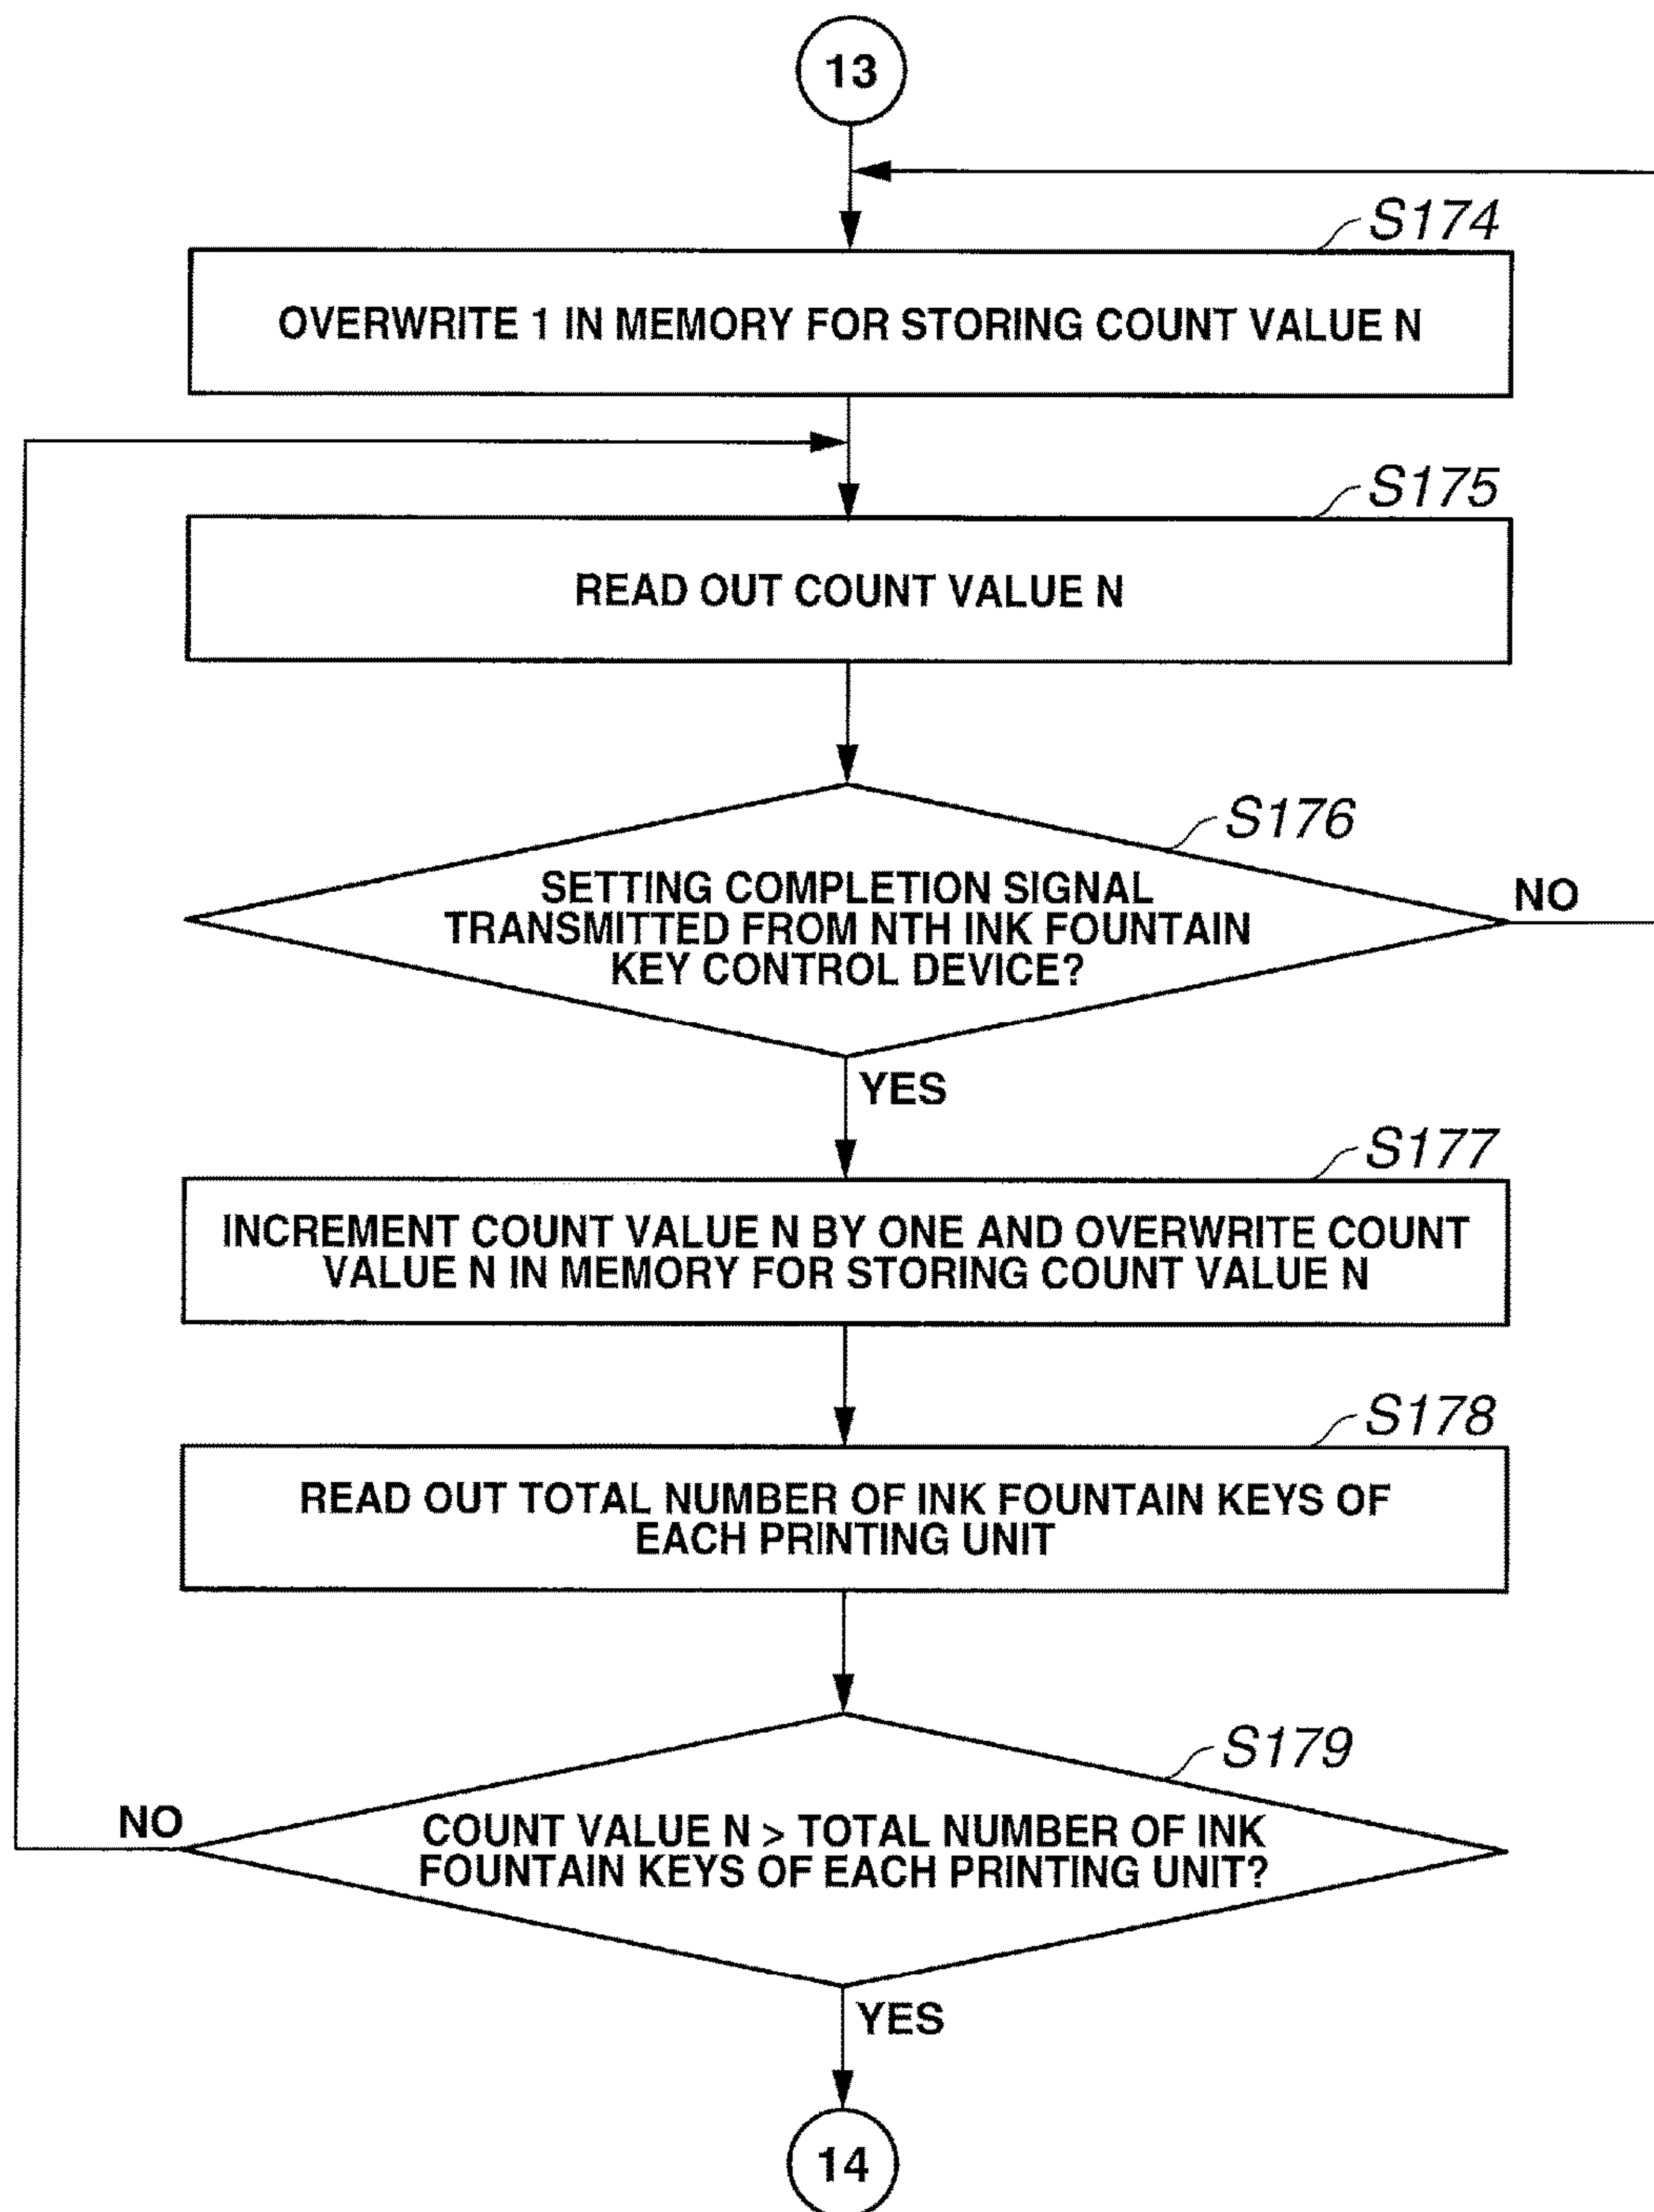 13
S174
OVERWRITE 1 IN MEMORY FOR STORING COUNT VALUE N
S175
READ OUT COUNT VALUE N
S176
SETTING COMPLETION SIGNAL
TRANSMITTED FROM NTH INK FOUNTAIN
KEY CONTROL DEVICE?
NO
YES
S177
INCREMENT COUNT VALUE N BY ONE AND OVERWRITE COUNT
VALUE N IN MEMORY FOR STORING COUNT VALUE N
S178
READ OUT TOTAL NUMBER OF INK FOUNTAIN KEYS OF
EACH PRINTING UNIT
S179
NO
COUNT VALUE N > TOTAL NUMBER OF INK
FOUNTAIN KEYS OF EACH PRINTING UNIT?
YES
14